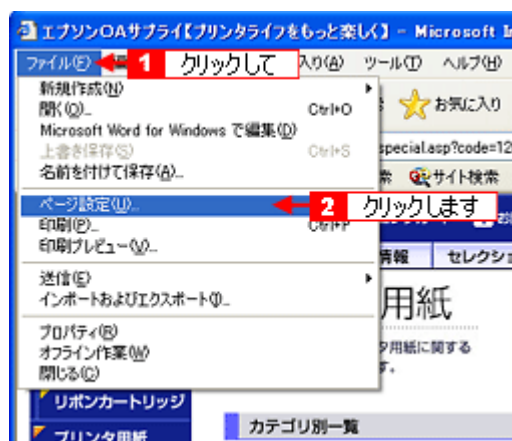 エプソンOAサプライ【プリンタライフをもっと楽しく】 - Microsoft I
ファイル(F) 1 クリックして 入り(A) ツール(T) ヘルプ(H)
新規作成(N)
開く(O)... Ctrl+O お気に入り
Microsoft Word for Windows で編集(D)
上書き保存(S) Ctrl+S special.asp?code=12
名前を付けて保存(A)... 索 サイト検索
ページ設定(U)... 2 クリックします
印刷(P)... Ctrl+P
印刷プレビュー(V)... 情報 セレクショ
送信(E)
インポートおよびエクスポート(I)... 用紙
プロパティ(R)
オフライン作業(W) タ用紙に関する
閉じる(C) す。
リボンカートリッジ
プリンタ用紙 カテゴリ別一覧